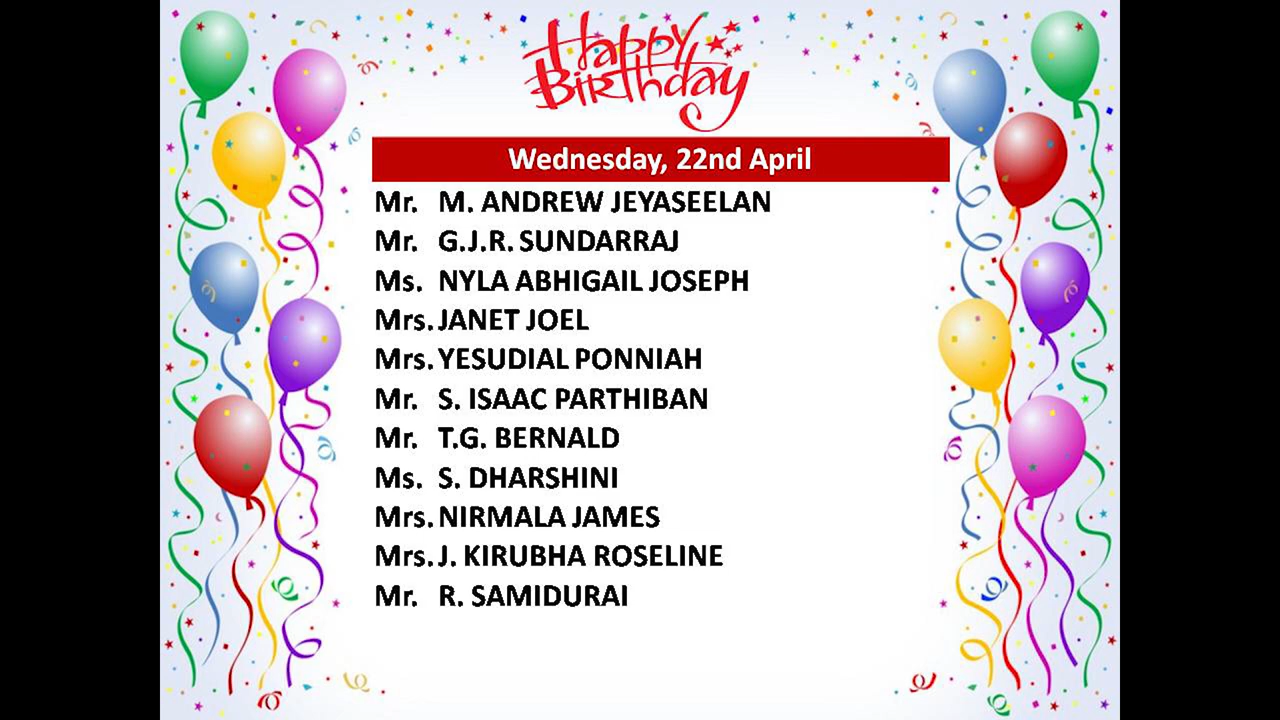 Happy
Birthday
Wednesday, 22nd April
Mr. M. ANDREW JEYASEELAN
Mr. G.J.R. SUNDARRAJ
Ms. NYLA ABHIGAIL JOSEPH
Mrs. JANET JOEL
Mrs. YESUDIAL PONNIAH
Mr. S. ISAAC PARTHIBAN
Mr. T.G. BERNALD
Ms. S. DHARSHINI
Mrs. NIRMALA JAMES
Mrs. J. KIRUBHA ROSELINE
Mr. R. SAMIDURAI